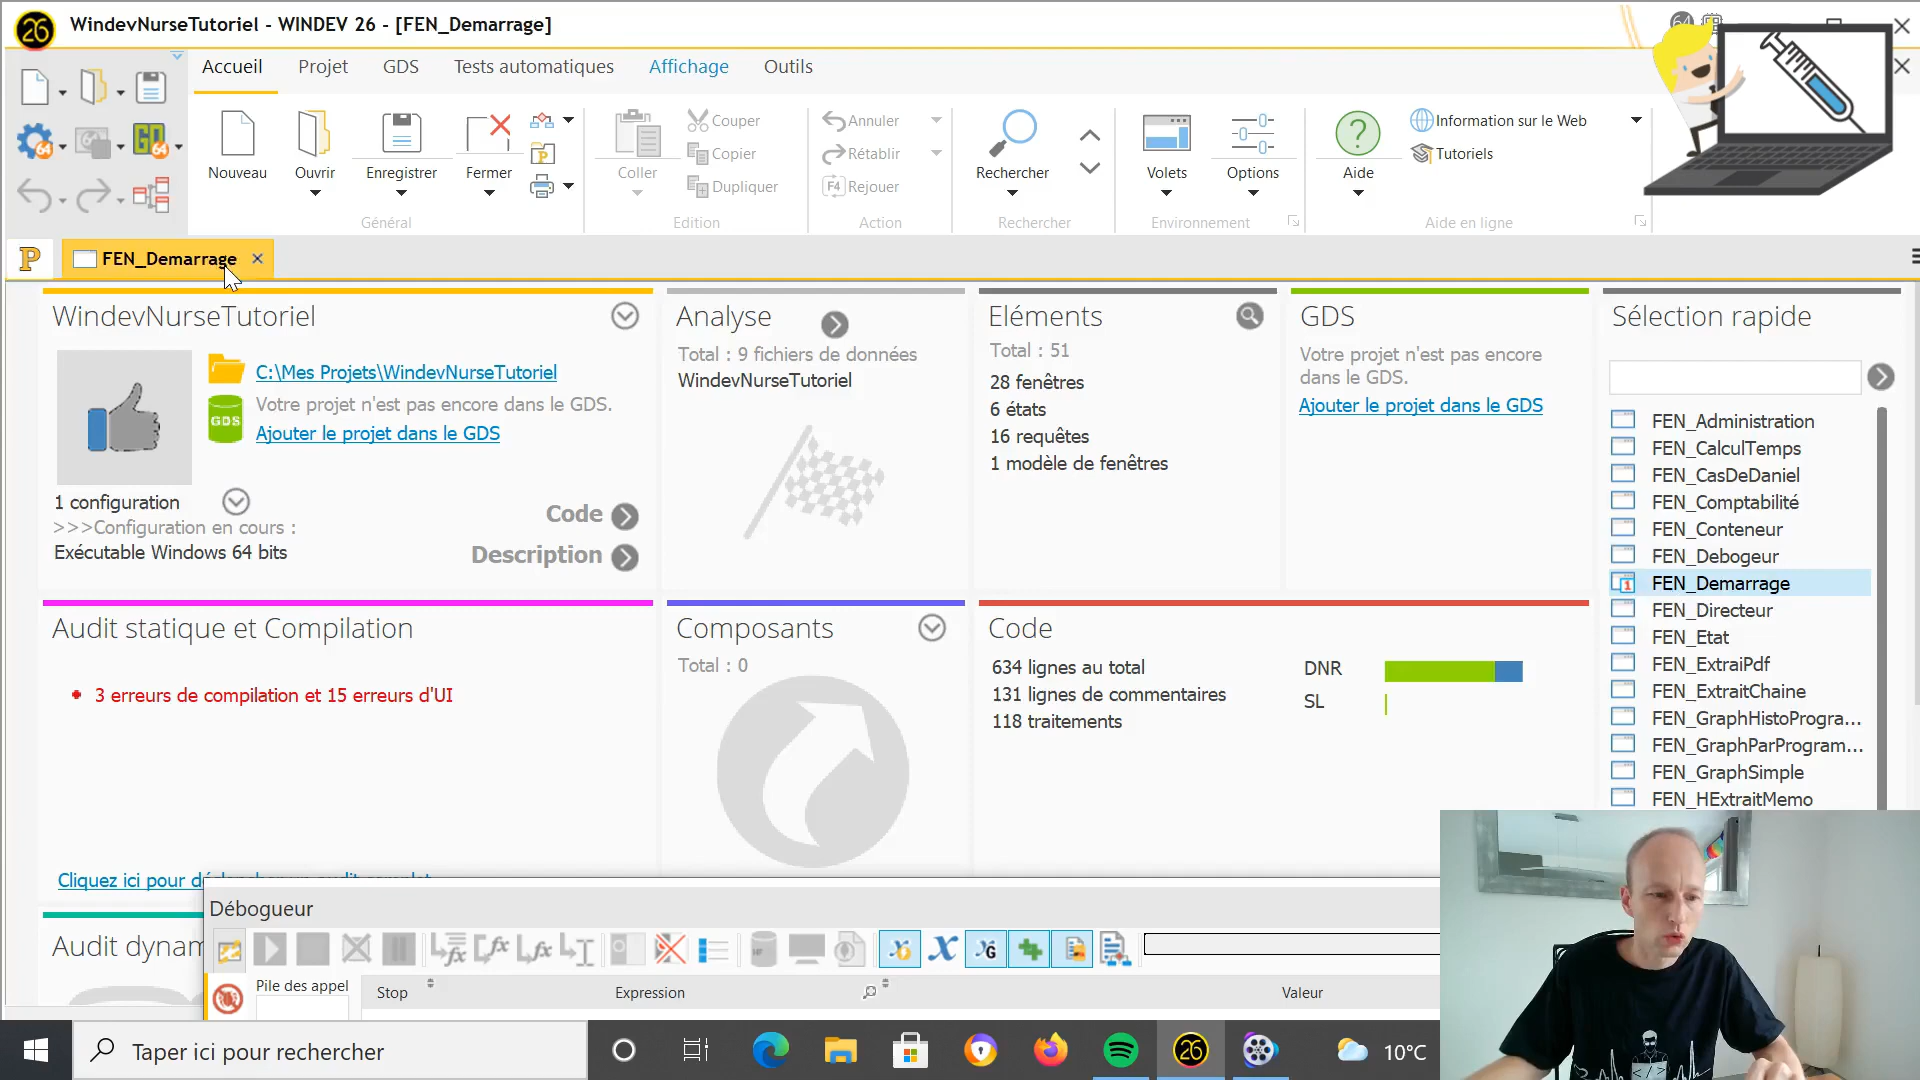 26 WindevNurseTutoriel - WINDEV 26 - [FEN_Demarrage]
Accueil Projet GDS Tests automatiques Affichage Outils
Nouveau Ouvrir Enregistrer Fermer Coller Couper Copier Dupliquer Annuler Rétablir F4 Rejouer Rechercher Volets Options Aide Information sur le Web Tutoriels
Général Edition Action Rechercher Environnement Aide en ligne
64 64
GO
P FEN_Demarrage
WindevNurseTutoriel
C:\Mes Projets\WindevNurseTutoriel
GDS Votre projet n'est pas encore dans le GDS.
Ajouter le projet dans le GDS
1 configuration
>>>Configuration en cours :
Exécutable Windows 64 bits
Code
Description
Analyse
Total : 9 fichiers de données
WindevNurseTutoriel
Eléments
Total : 51
28 fenêtres
6 états
16 requêtes
1 modèle de fenêtres
GDS
Votre projet n'est pas encore
dans le GDS.
Ajouter le projet dans le GDS
Sélection rapide
FEN_Administration
FEN_CalculTemps
FEN_CasDeDaniel
FEN_Comptabilité
FEN_Conteneur
FEN_Debogeur
1 FEN_Demarrage
FEN_Directeur
FEN_Etat
FEN_ExtraiPdf
FEN_ExtraitChaine
FEN_GraphHistoProgra...
FEN_GraphParProgram...
FEN_GraphSimple
FEN_HExtraitMemo
Audit statique et Compilation
3 erreurs de compilation et 15 erreurs d'UI
Cliquez ici pour
Composants
Total : 0
Code
634 lignes au total
131 lignes de commentaires
118 traitements
DNR
SL
Audit dynam
Débogueur
Pile des appel Stop Expression Valeur
Taper ici pour rechercher
26
10°C